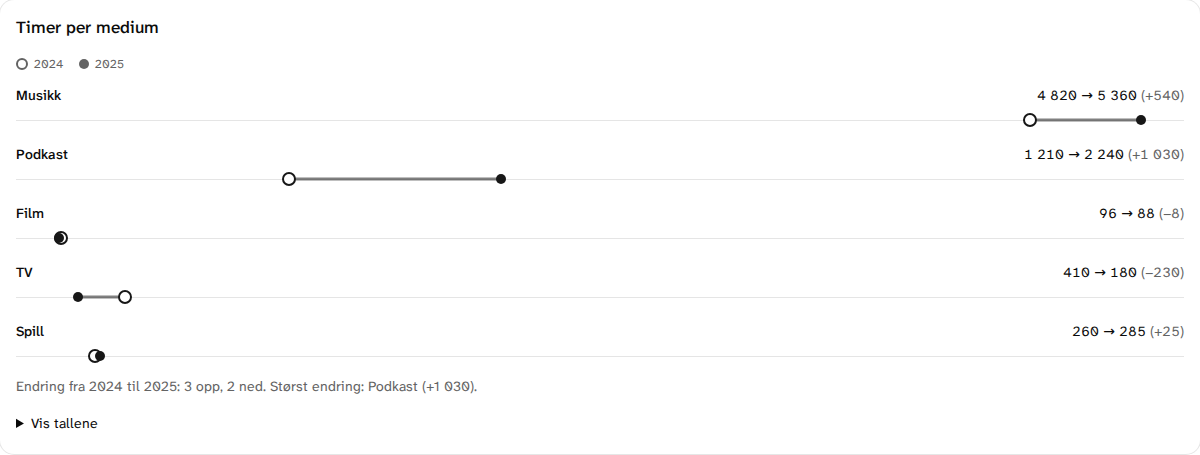 Timer per medium
2024 2025
Musikk 4 820 → 5 360 (+540)
Podkast 1 210 → 2 240 (+1 030)
Film 96 → 88 (−8)
TV 410 → 180 (−230)
Spill 260 → 285 (+25)
Endring fra 2024 til 2025: 3 opp, 2 ned. Størst endring: Podkast (+1 030).
Vis tallene